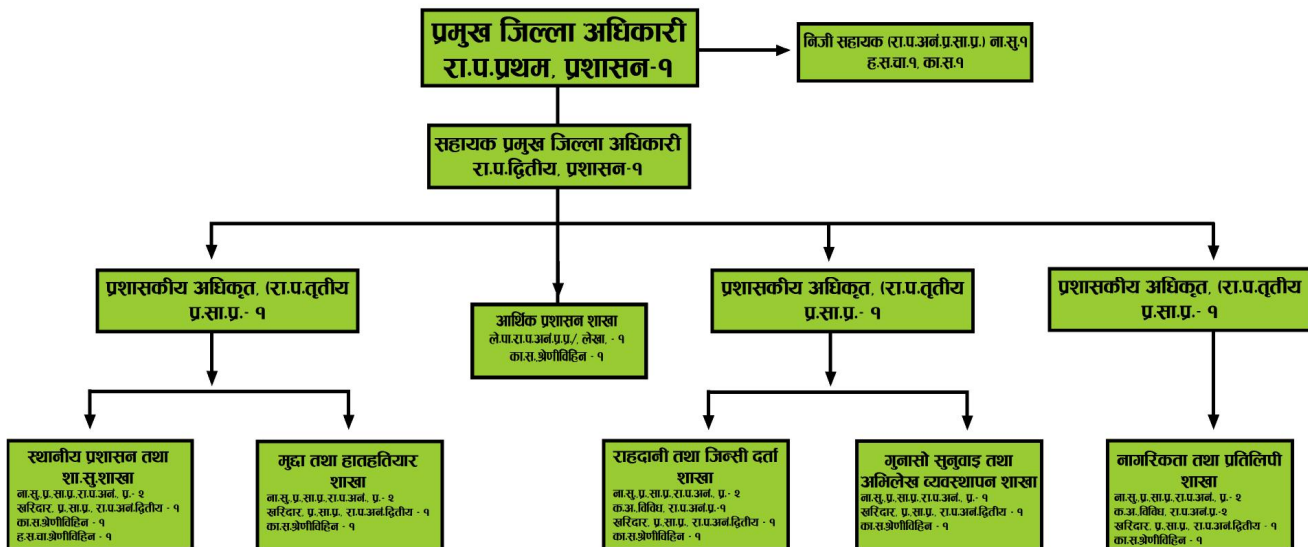 प्रमुख जिल्ला अधिकारी
रा.प.प्रथम, प्रशासन-१
निजी सहायक (रा.प.अनं.प्र.सा.प्र.) ना.सु.१
ह.स.चा.१, का.स.१
सहायक प्रमुख जिल्ला अधिकारी
रा.प.द्वितीय, प्रशासन-१
प्रशासकीय अधिकृत, (रा.प.तृतीय
प्र.सा.प्र.- १
आर्थिक प्रशासन शाखा
ले.पा.रा.प.अनं.प्र.प्र./, लेखा, - १
का.स.,श्रेणीविहिन - १
प्रशासकीय अधिकृत, (रा.प.तृतीय
प्र.सा.प्र.- १
प्रशासकीय अधिकृत, (रा.प.तृतीय
प्र.सा.प्र.- १
स्थानीय प्रशासन तथा
शा.सु.शाखा
ना.सु.,प्र.,सा.प्र.,रा.प.अनं., प्र.- २
खरिदार, प्र.,सा.प्र., रा.प.अनं.द्वितीय - १
का.स.श्रेणीविहिन - १
ह.स.चा.श्रेणीविहिन - १
मुद्दा तथा हातहतियार
शाखा
ना.सु.,प्र.,सा.प्र.,रा.प.अनं., प्र.- २
खरिदार, प्र.,सा.प्र., रा.प.अनं.द्वितीय - १
का.स.श्रेणीविहिन - १
राहदानी तथा जिन्सी दर्ता
शाखा
ना.सु.,प्र.,सा.प्र.,रा.प.अनं., प्र.- २
क.अ.,विविध, रा.प.अनं.प्र.-१
खरिदार, प्र.,सा.प्र., रा.प.अनं.द्वितीय - १
का.स.श्रेणीविहिन - १
गुनासो सुनुवाइ तथा
अभिलेख व्यवस्थापन शाखा
ना.सु.,प्र.,सा.प्र.,रा.प.अनं., प्र.- १
खरिदार, प्र.,सा.प्र., रा.प.अनं.द्वितीय - १
का.स.श्रेणीविहिन - १
नागरिकता तथा प्रतिलिपी
शाखा
ना.सु.,प्र.,सा.प्र.,रा.प.अनं., प्र.- २
क.अ.,विविध, रा.प.अनं.प्र.-२
खरिदार, प्र.,सा.प्र., रा.प.अनं.द्वितीय - १
का.स.श्रेणीविहिन - १